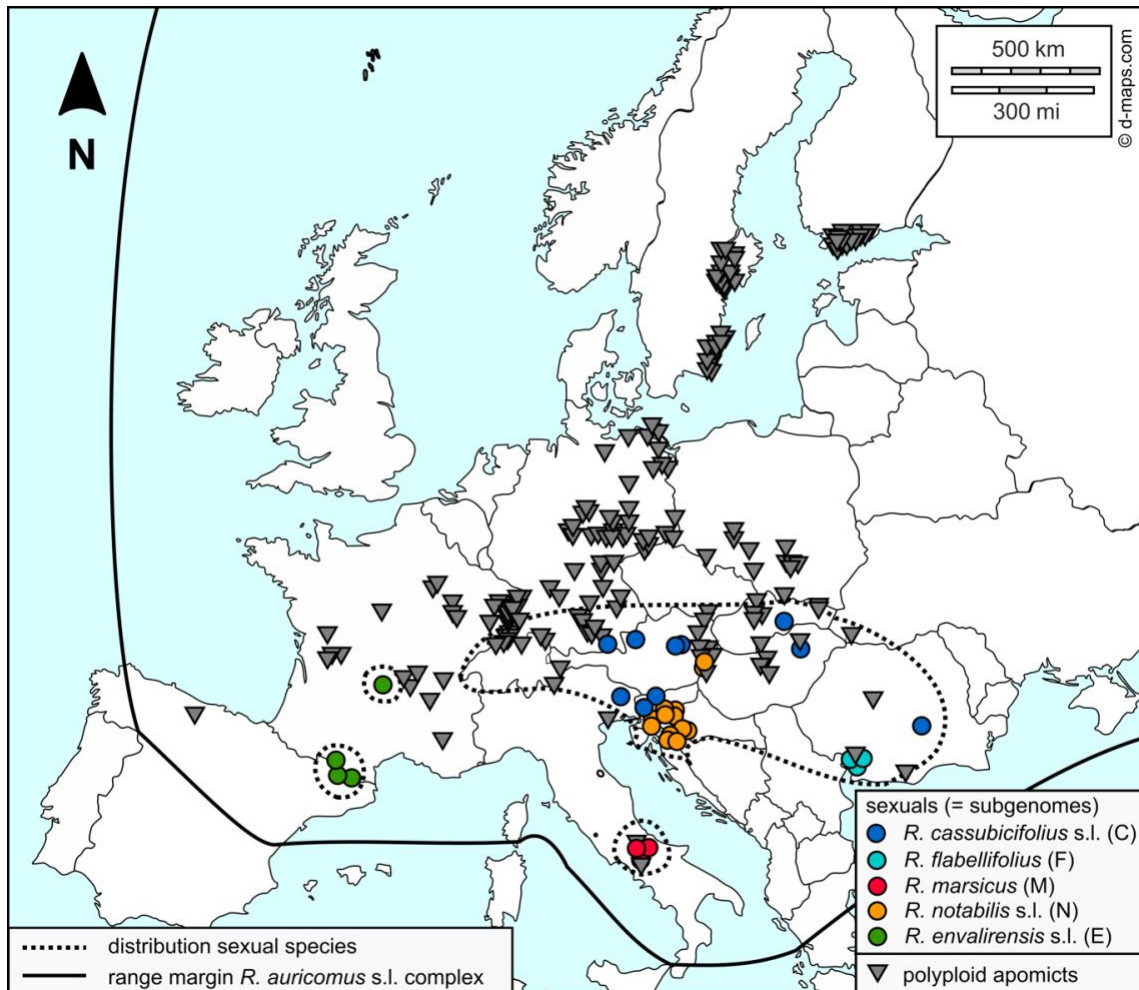 500 km
300 mi
© d-maps.com
N
sexuals (= subgenomes)
R. cassubicifolius s.l. (C)
R. flabellifolius (F)
R. marsicus (M)
R. notabilis s.l. (N)
R. envalirensis s.l. (E)
polyploid apomicts
distribution sexual species
range margin R. auricomus s.l. complex